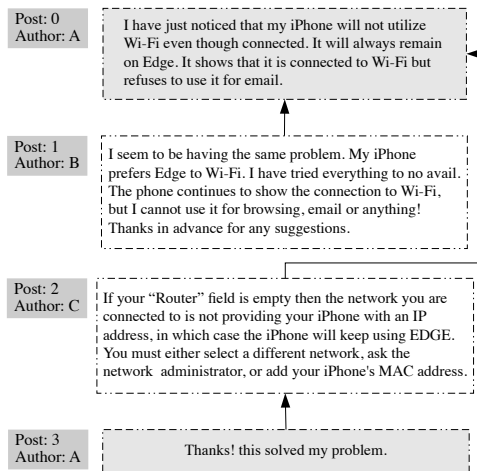 Post: 0
Author: A
I have just noticed that my iPhone will not utilize
Wi-Fi even though connected. It will always remain
on Edge. It shows that it is connected to Wi-Fi but
refuses to use it for email.
Post: 1
Author: B
I seem to be having the same problem. My iPhone
prefers Edge to Wi-Fi. I have tried everything to no avail.
The phone continues to show the connection to Wi-Fi,
but I cannot use it for browsing, email or anything!
Thanks in advance for any suggestions.
Post: 2
Author: C
If your “Router” field is empty then the network you are
connected to is not providing your iPhone with an IP
address, in which case the iPhone will keep using EDGE.
You must either select a different network, ask the
network administrator, or add your iPhone's MAC address.
Post: 3
Author: A
Thanks! this solved my problem.